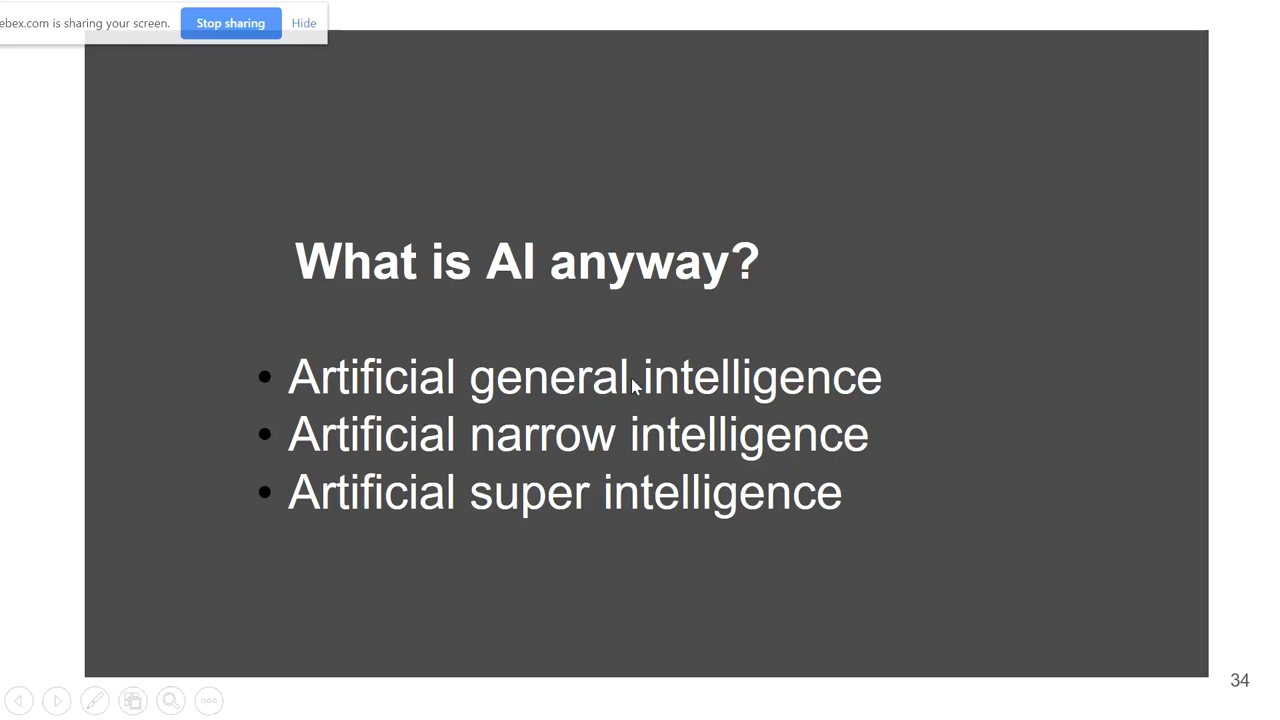 ebex.com is sharing your screen. Stop sharing Hide
What is AI anyway?
• Artificial general intelligence
• Artificial narrow intelligence
• Artificial super intelligence
34